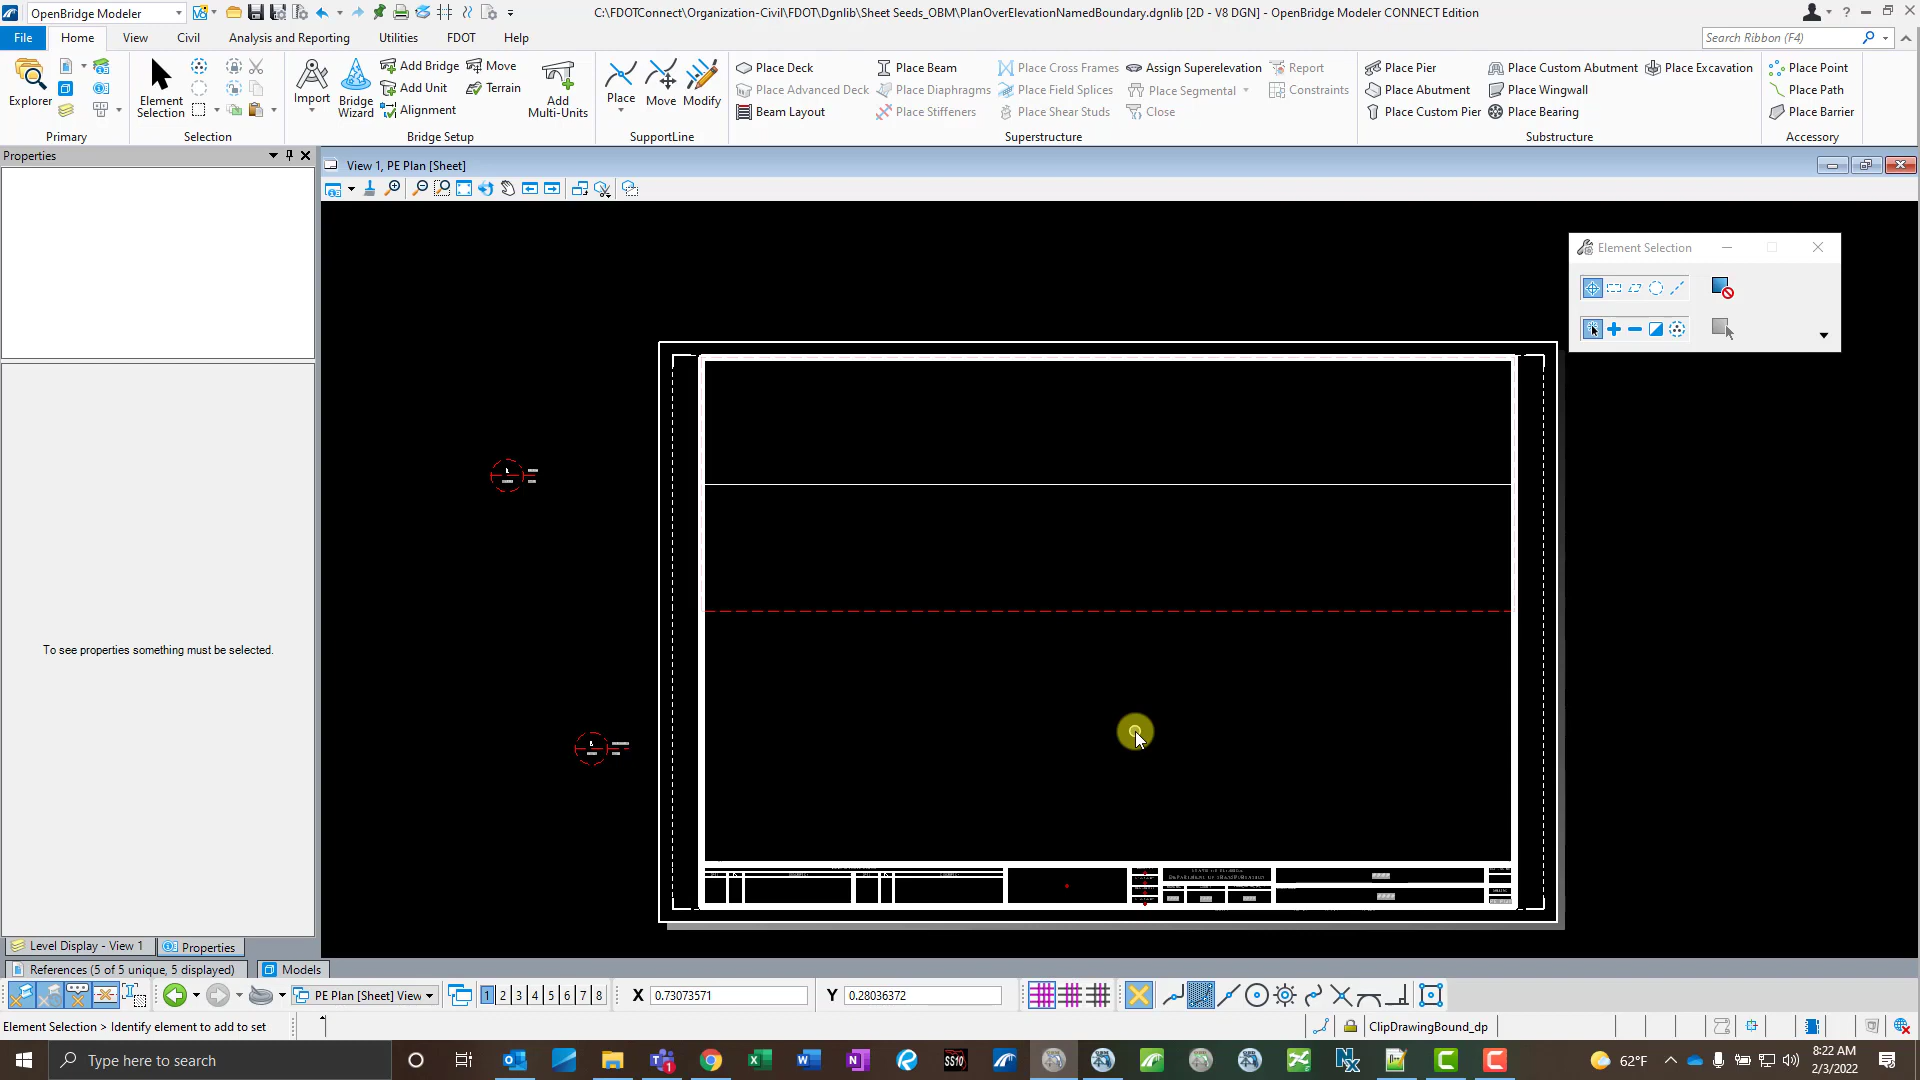 OpenBridge Modeler
C:\FDOTConnect\Organization-Civil\FDOT\Dgnlib\Sheet Seeds_OBM\PlanOverElevationNamedBoundary.dgnlib [2D - V8 DGN] - OpenBridge Modeler CONNECT Edition
File Home View Civil Analysis and Reporting Utilities FDOT Help
Search Ribbon (F4)
Explorer
Primary
Element Selection
Selection
Import
Bridge Wizard
Add Bridge
Add Unit
Alignment
Move
Terrain
Add Multi-Units
Bridge Setup
Place
Move
Modify
SupportLine
Place Deck
Place Advanced Deck
Beam Layout
Place Beam
Place Diaphragms
Place Stiffeners
Place Cross Frames
Place Field Splices
Place Shear Studs
Assign Superelevation
Place Segmental
Close
Report
Constraints
Superstructure
Place Pier
Place Abutment
Place Custom Pier
Place Custom Abutment
Place Wingwall
Place Bearing
Place Excavation
Substructure
Place Point
Place Path
Place Barrier
Accessory
Properties
To see properties something must be selected.
View 1, PE Plan [Sheet]
Element Selection
Level Display - View 1
Properties
References (5 of 5 unique, 5 displayed)
Models
PE Plan [Sheet] View
1 2 3 4 5 6 7 8
X 0.73073571
Y 0.28036372
Element Selection > Identify element to add to set
ClipDrawingBound_dp
Type here to search
SS10
62°F
8:22 AM
2/3/2022